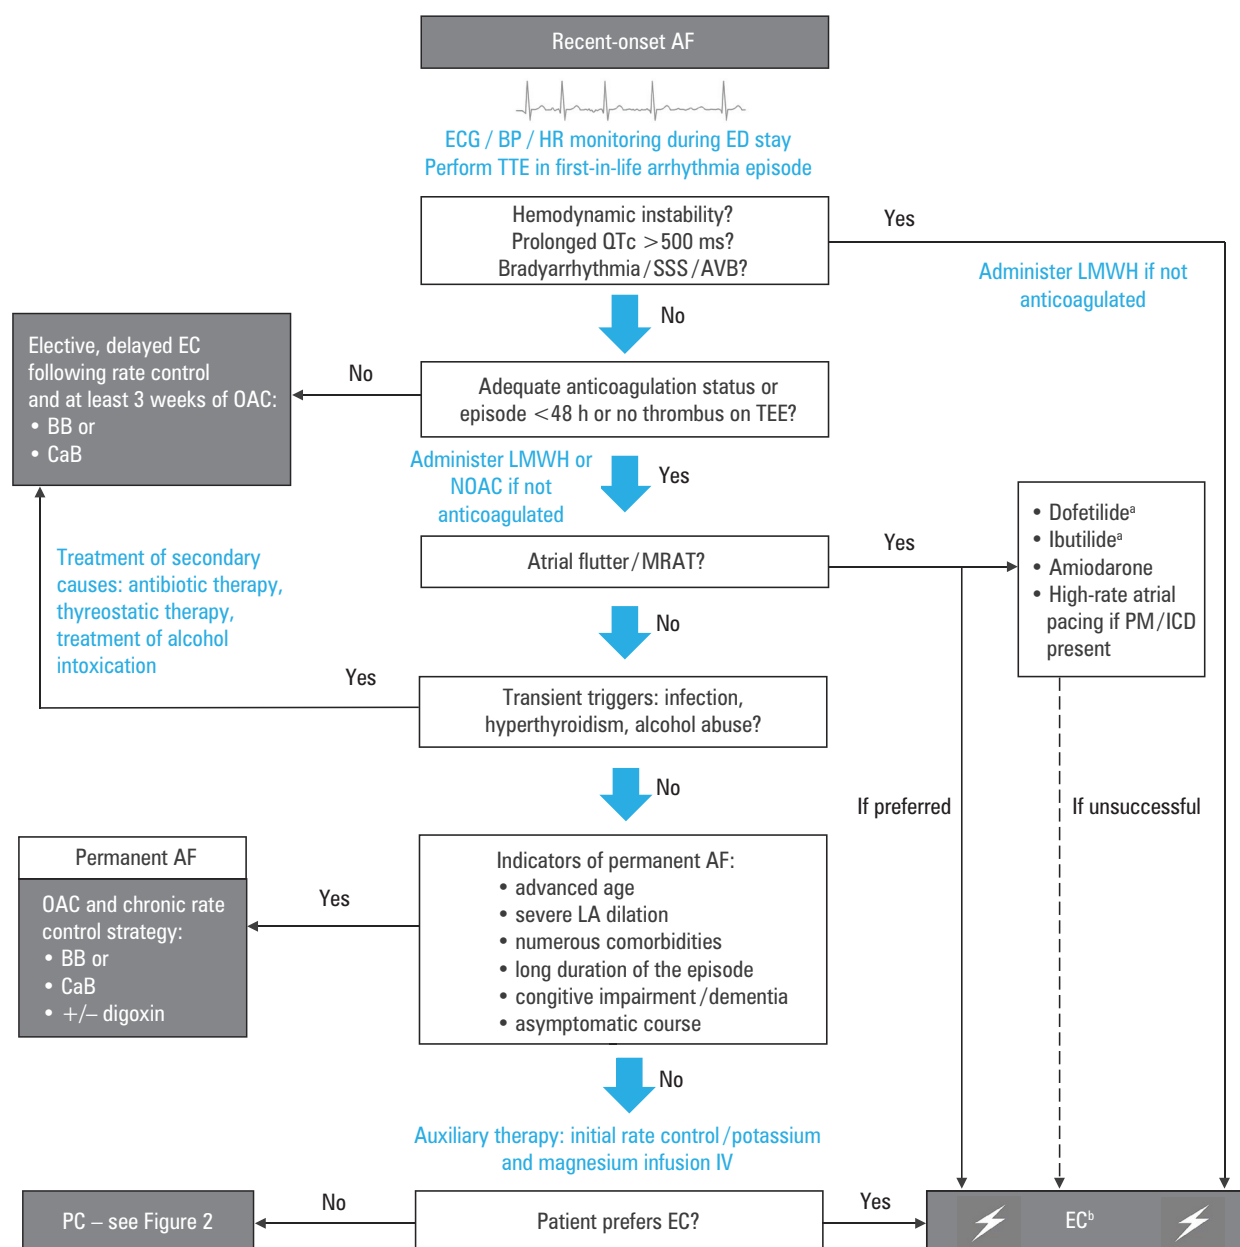 Recent-onset AF
ECG / BP / HR monitoring during ED stay
Perform TTE in first-in-life arrhythmia episode
Hemodynamic instability?
Prolonged QTc >500 ms?
Bradyarrhythmia/SSS/AVB?
Yes
Administer LMWH if not
anticoagulated
No
Elective, delayed EC
following rate control
and at least 3 weeks of OAC:
• BB or
• CaB
No
Adequate anticoagulation status or
episode <48 h or no thrombus on TEE?
Administer LMWH or
NOAC if not
anticoagulated
Yes
Treatment of secondary
causes: antibiotic therapy,
thyreostatic therapy,
treatment of alcohol
intoxication
Atrial flutter/MRAT?
Yes
• Dofetilideᵃ
• Ibutilideᵃ
• Amiodarone
• High-rate atrial
pacing if PM/ICD
present
No
Yes
Transient triggers: infection,
hyperthyroidism, alcohol abuse?
No
If preferred
If unsuccessful
Permanent AF
OAC and chronic rate
control strategy:
• BB or
• CaB
• +/– digoxin
Yes
Indicators of permanent AF:
• advanced age
• severe LA dilation
• numerous comorbidities
• long duration of the episode
• congitive impairment/dementia
• asymptomatic course
No
Auxiliary therapy: initial rate control/potassium
and magnesium infusion IV
PC – see Figure 2
No
Patient prefers EC?
Yes
ECᵇ